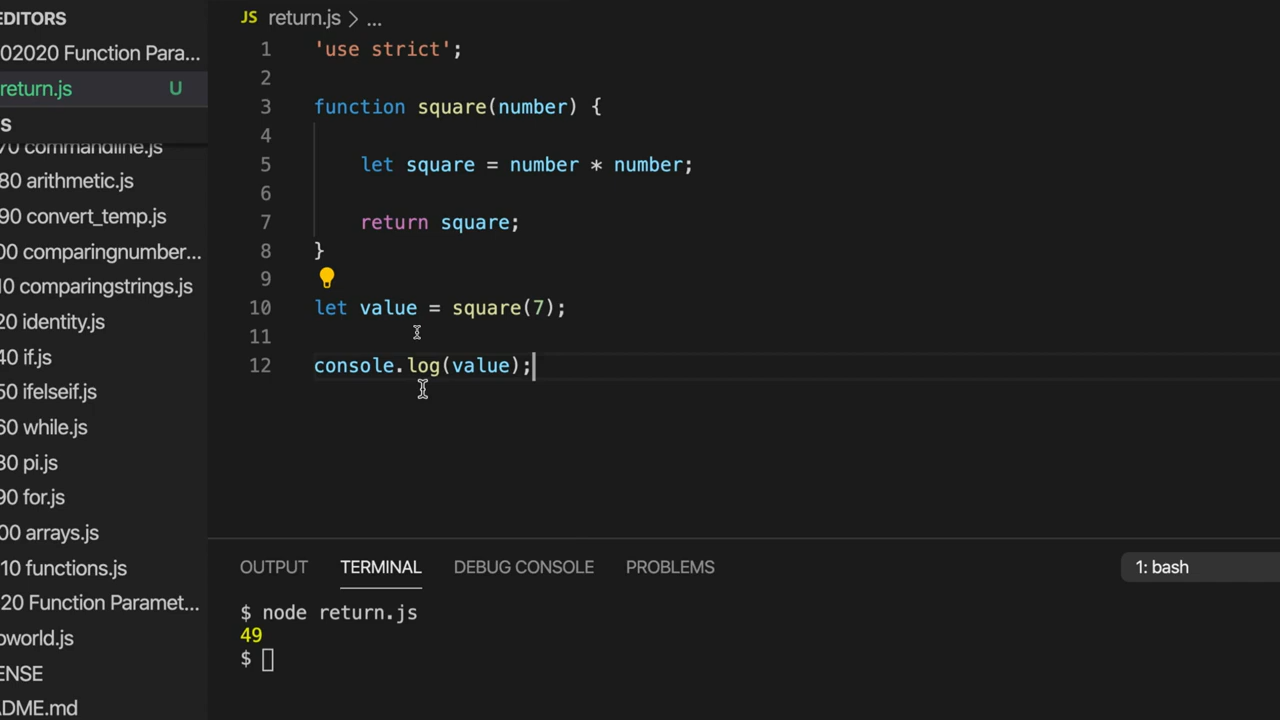 EDITORS
02020 Function Para...
return.js U
S
70 commandline.js
80 arithmetic.js
90 convert_temp.js
00 comparingnumber...
10 comparingstrings.js
20 identity.js
40 if.js
50 ifelseif.js
60 while.js
80 pi.js
90 for.js
00 arrays.js
10 functions.js
20 Function Paramet...
oworld.js
ENSE
DME.md
JS return.js > ...
1 'use strict';
2
3 function square(number) {
4
5 let square = number * number;
6
7 return square;
8 }
9
10 let value = square(7);
11
12 console.log(value);
OUTPUT TERMINAL DEBUG CONSOLE PROBLEMS 1: bash
$ node return.js
49
$